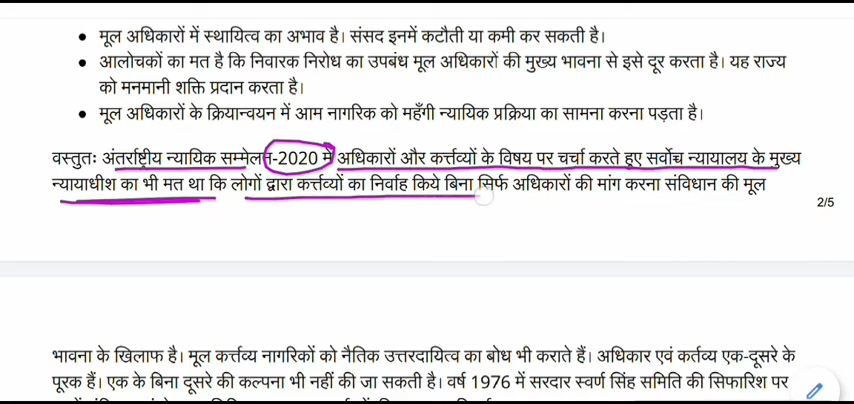 • मूल अधिकारों में स्थायित्व का अभाव है। संसद इनमें कटौती या कमी कर सकती है।
• आलोचकों का मत है कि निवारक निरोध का उपबंध मूल अधिकारों की मुख्य भावना से इसे दूर करता है। यह राज्य
को मनमानी शक्ति प्रदान करता है।
• मूल अधिकारों के क्रियान्वयन में आम नागरिक को महँगी न्यायिक प्रक्रिया का सामना करना पड़ता है।
वस्तुतः अंतर्राष्ट्रीय न्यायिक सम्मेलन-2020 में अधिकारों और कर्त्तव्यों के विषय पर चर्चा करते हुए सर्वोच्च न्यायालय के मुख्य
न्यायाधीश का भी मत था कि लोगों द्वारा कर्त्तव्यों का निर्वाह किये बिना सिर्फ अधिकारों की मांग करना संविधान की मूल
2/5
भावना के खिलाफ है। मूल कर्त्तव्य नागरिकों को नैतिक उत्तरदायित्व का बोध भी कराते हैं। अधिकार एवं कर्तव्य एक-दूसरे के
पूरक हैं। एक के बिना दूसरे की कल्पना भी नहीं की जा सकती है। वर्ष 1976 में सरदार स्वर्ण सिंह समिति की सिफारिश पर